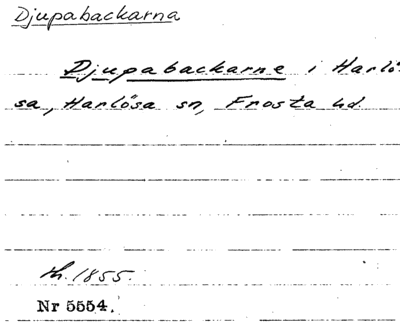 Djupabackarna
Djupabackarne i Harlö-
sa, Harlösa sn, Frosta hd.
1855.
Nr 5554.